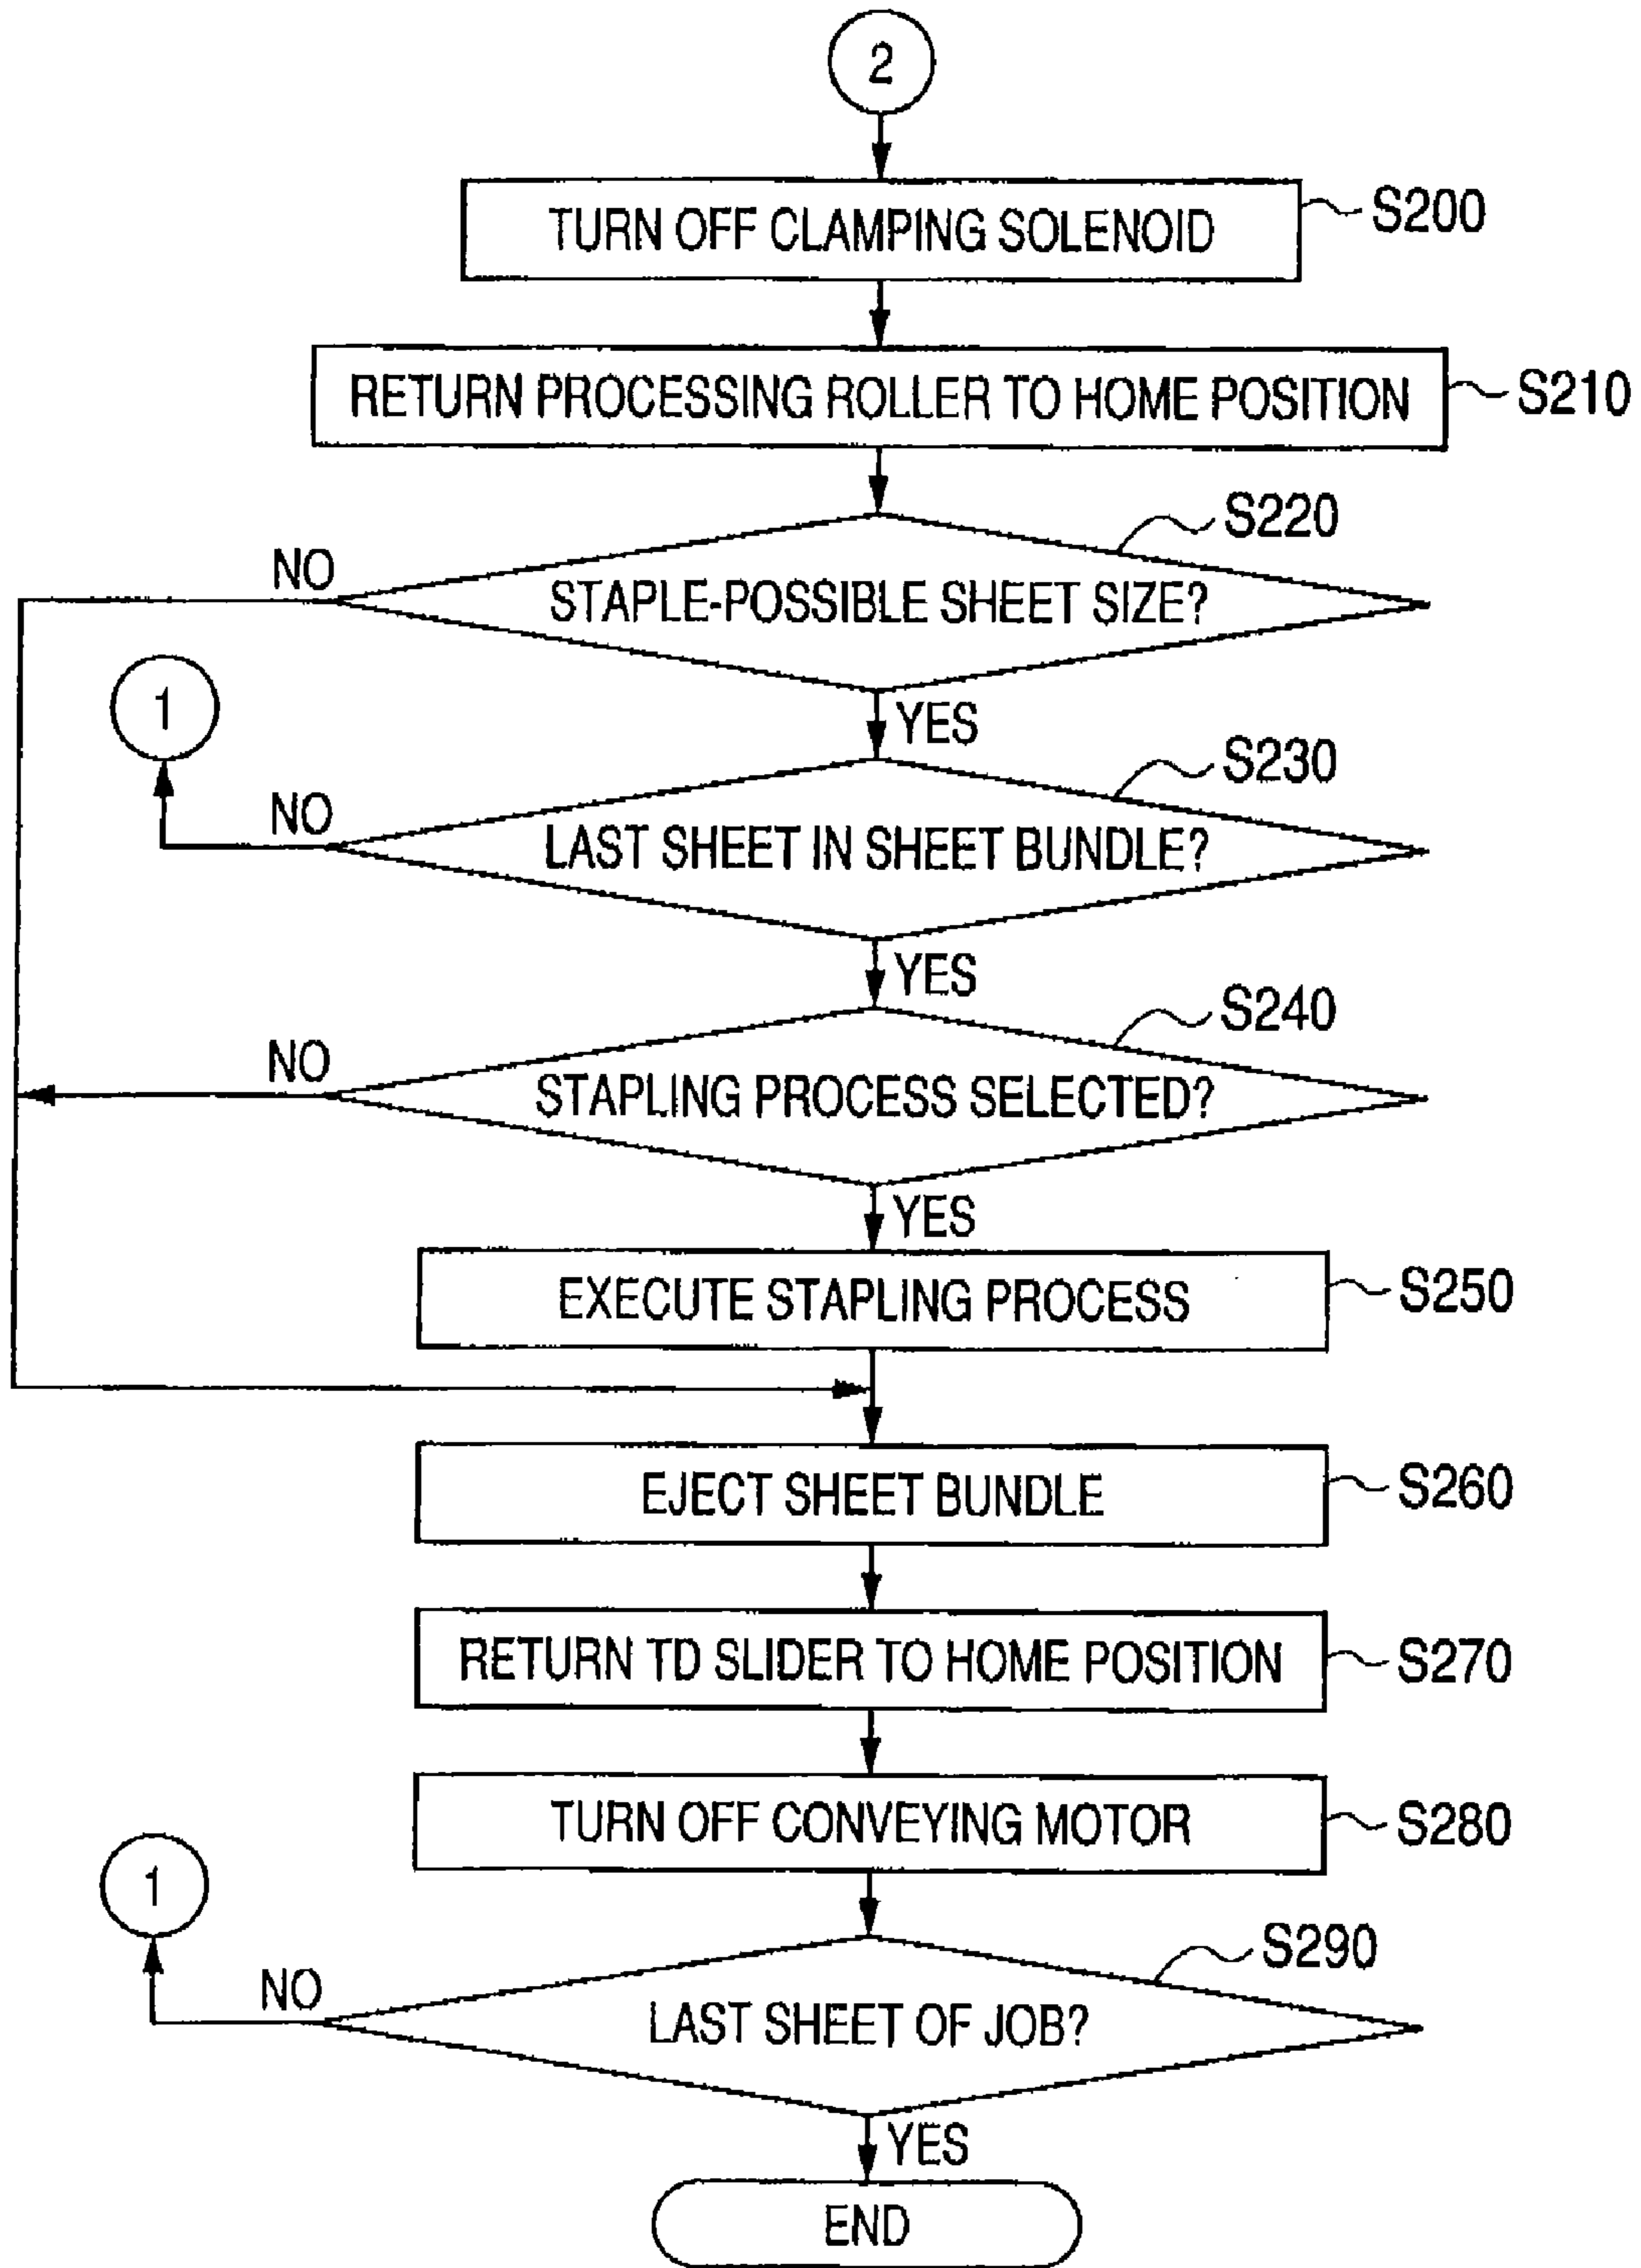 2
TURN OFF CLAMPING SOLENOID
S200
RETURN PROCESSING ROLLER TO HOME POSITION
S210
S220
NO
STAPLE-POSSIBLE SHEET SIZE?
1
YES
S230
NO
LAST SHEET IN SHEET BUNDLE?
YES
S240
NO
STAPLING PROCESS SELECTED?
YES
EXECUTE STAPLING PROCESS
S250
EJECT SHEET BUNDLE
S260
RETURN TD SLIDER TO HOME POSITION
S270
TURN OFF CONVEYING MOTOR
S280
1
S290
NO
LAST SHEET OF JOB?
YES
END